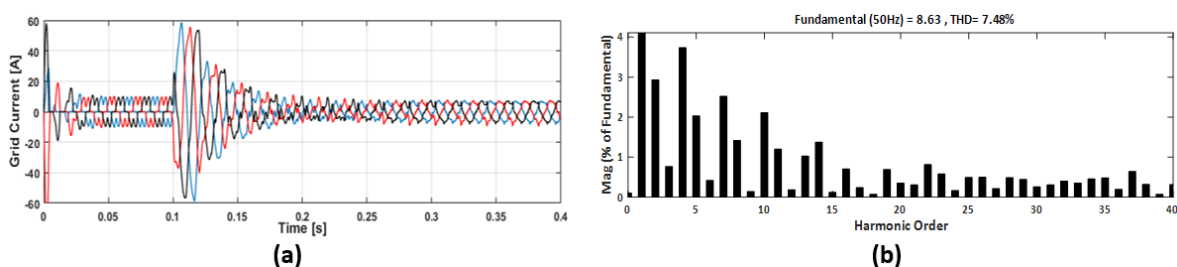 60
40
20
0
-20
-40
-60
Grid Current [A]
0 0.05 0.1 0.15 0.2 0.25 0.3 0.35 0.4
Time [s]
(a)
Fundamental (50Hz) = 8.63 , THD= 7.48%
4
3
2
1
0
Mag (% of Fundamental)
0 5 10 15 20 25 30 35 40
Harmonic Order
(b)